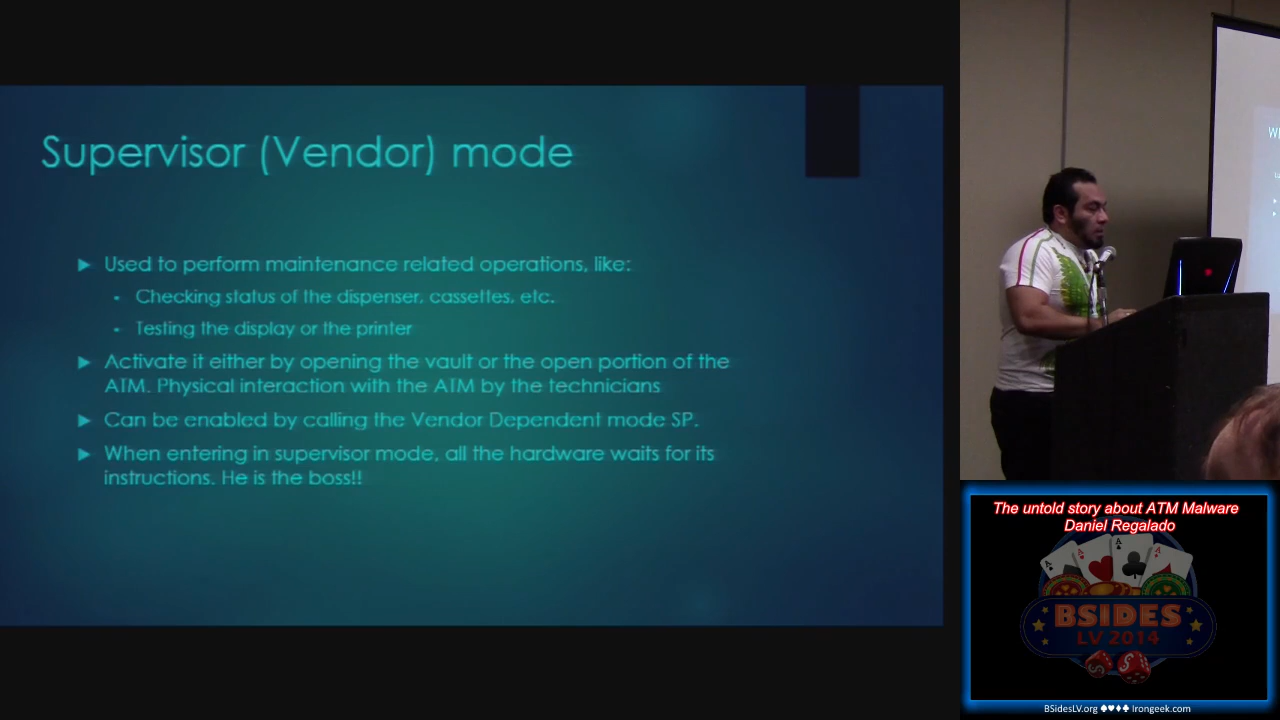 Supervisor (Vendor) mode
Used to perform maintenance related operations, like:
Checking status of the dispenser, cassettes, etc.
Testing the display or the printer
Activate it either by opening the vault or the open portion of the
ATM. Physical interaction with the ATM by the technicians
Can be enabled by calling the Vendor Dependent mode SP.
When entering in supervisor mode, all the hardware waits for its
instructions. He is the boss!!
The untold story about ATM Malware
Daniel Regalado
A
A
A
A
BSIDES
LV 2014
BSidesLV.org ♠♥♦♣ Irongeek.com